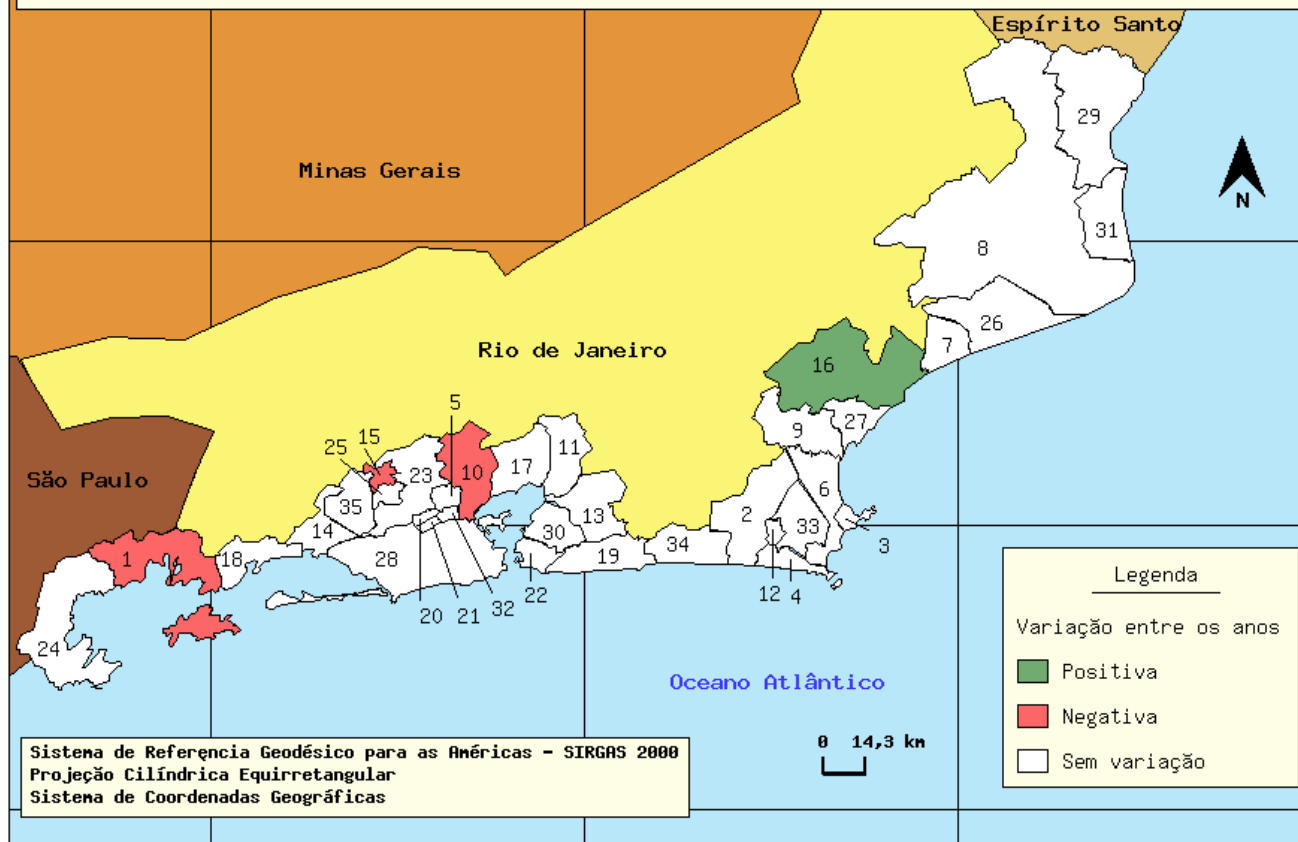 Espírito Santo
29
Minas Gerais
N
31
8
26
Rio de Janeiro
7
16
5
27
15
9
11
25
17
23
10
São Paulo
6
35
2
13
14
33
30
1
18
19
34
3
28
22
12
4
20
21
32
24
Legenda
Variação entre os anos
Positiva
Negativa
Sem variação
Oceano Atlântico
0 14,3 km
Sistema de Referençia Geodésico para as Américas - SIRGAS 2000
Projeção Cilíndrica Equirretangular
Sistema de Coordenadas Geográficas